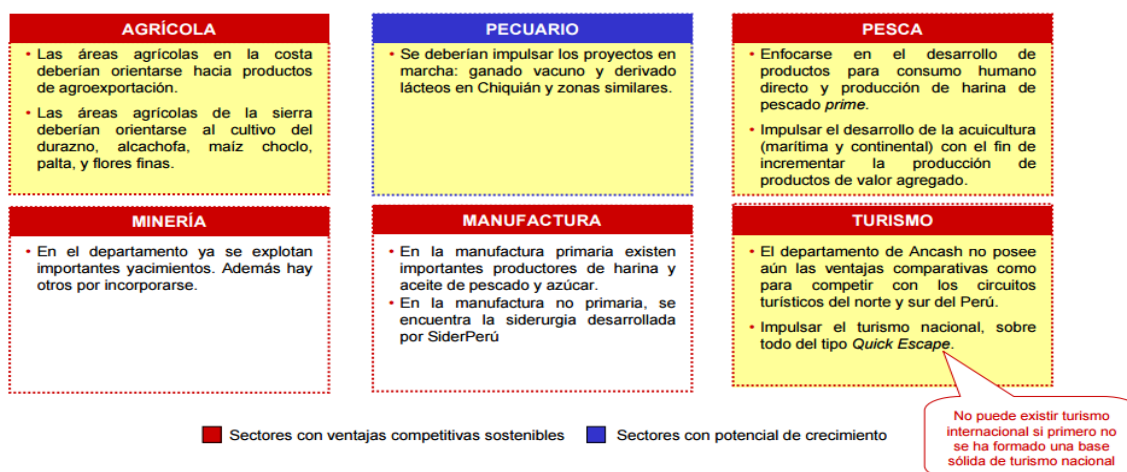 AGRÍCOLA
• Las áreas agrícolas en la costa
deberían orientarse hacia productos
de agroexportación.
• Las áreas agrícolas de la sierra
deberían orientarse al cultivo del
durazno, alcachofa, maíz choclo,
palta, y flores finas.
PECUARIO
• Se deberían impulsar los proyectos en
marcha: ganado vacuno y derivado
lácteos en Chiquián y zonas similares.
PESCA
• Enfocarse en el desarrollo de
productos para consumo humano
directo y producción de harina de
pescado prime.
• Impulsar el desarrollo de la acuicultura
(marítima y continental) con el fin de
incrementar la producción de
productos de valor agregado.
MINERÍA
• En el departamento ya se explotan
importantes yacimientos. Además hay
otros por incorporarse.
MANUFACTURA
• En la manufactura primaria existen
importantes productores de harina y
aceite de pescado y azúcar.
• En la manufactura no primaria, se
encuentra la siderurgia desarrollada
por SiderPerú
TURISMO
• El departamento de Ancash no posee
aún las ventajas comparativas como
para competir con los circuitos
turísticos del norte y sur del Perú.
• Impulsar el turismo nacional, sobre
todo del tipo Quick Escape.
No puede existir turismo
internacional si primero no
se ha formado una base
sólida de turismo nacional
Sectores con ventajas competitivas sostenibles
Sectores con potencial de crecimiento